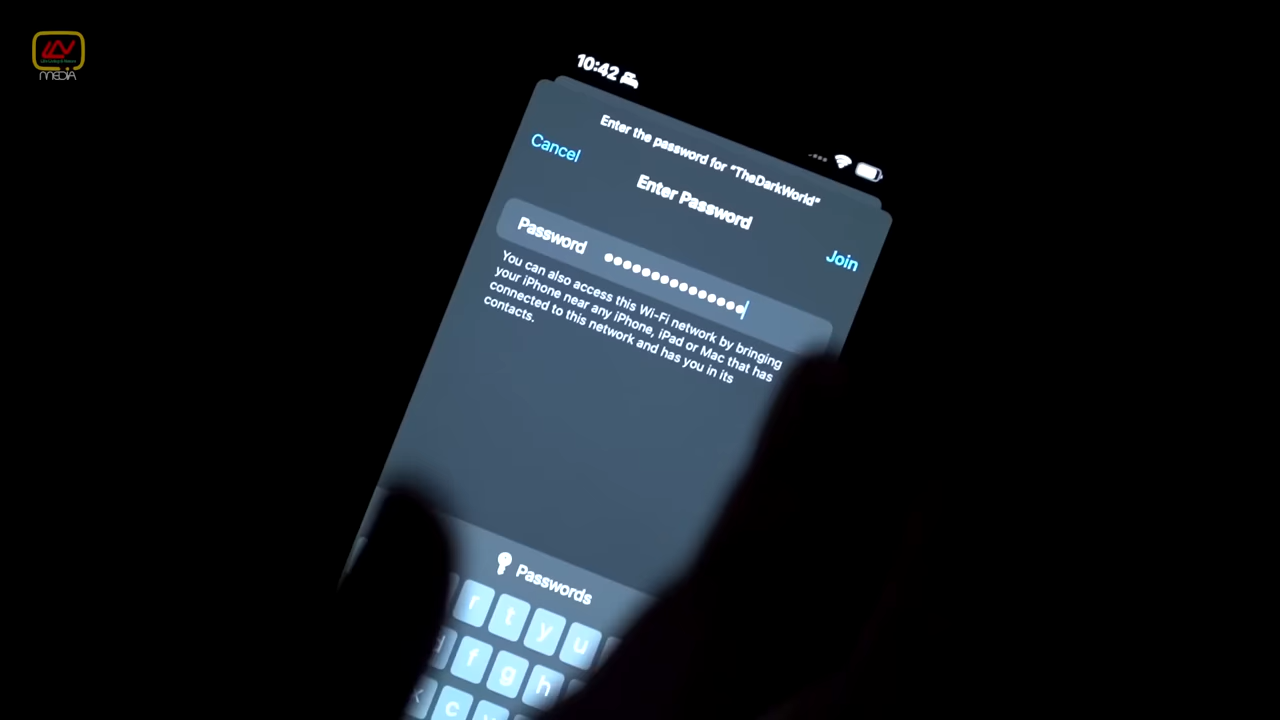 MEDIA
10:42
Enter the password for “TheDarkWorld”
Cancel
Enter Password
Join
Password
You can also access this Wi-Fi network by bringing
your iPhone near any iPhone, iPad or Mac that has
connected to this network and has you in its
contacts.
Passwords
r t y u
d f g h
c